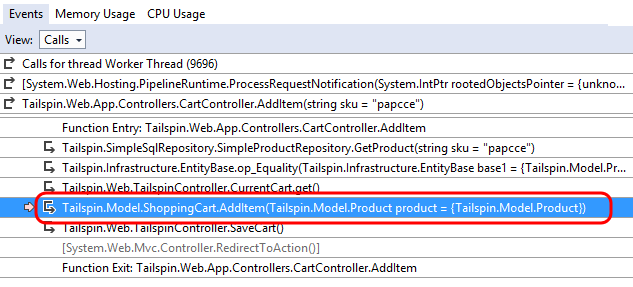 Events Memory Usage CPU Usage
View: Calls
Calls for thread Worker Thread (9696)
[System.Web.Hosting.PipelineRuntime.ProcessRequestNotification(System.IntPtr rootedObjectsPointer = {unkno...
Tailspin.Web.App.Controllers.CartController.AddItem(string sku = "papcce")
Function Entry: Tailspin.Web.App.Controllers.CartController.AddItem
Tailspin.SimpleSqlRepository.SimpleProductRepository.GetProduct(string sku = "papcce")
Tailspin.Infrastructure.EntityBase.op_Equality(Tailspin.Infrastructure.EntityBase base1 = {Tailspin.Model.Pr...
Tailspin.Web.TailspinController.CurrentCart.get()
Tailspin.Model.ShoppingCart.AddItem(Tailspin.Model.Product product = {Tailspin.Model.Product})
Tailspin.Web.TailspinController.SaveCart()
[System.Web.Mvc.Controller.RedirectToAction()]
Function Exit: Tailspin.Web.App.Controllers.CartController.AddItem